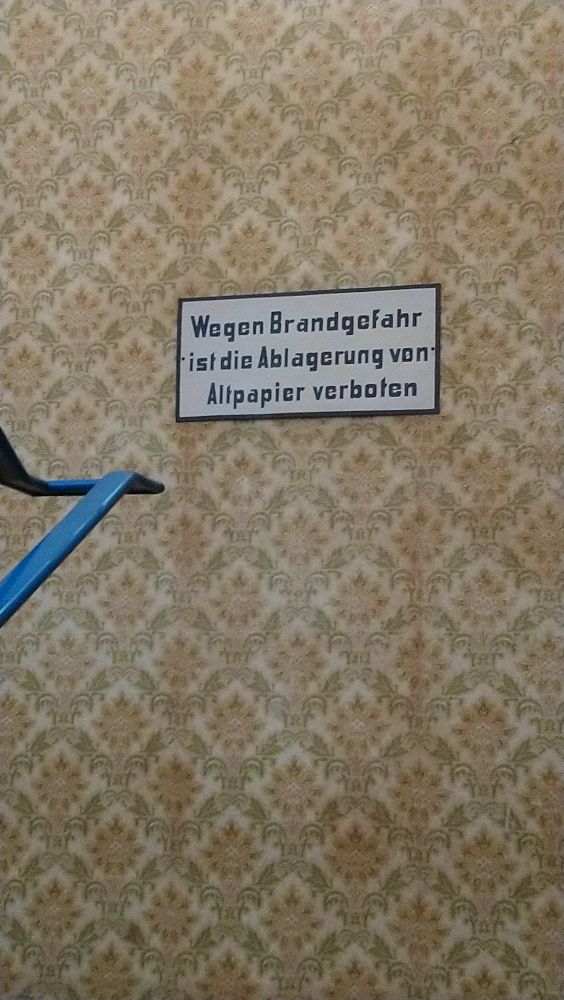 Wegen Brandgefahr
ist die Ablagerung von
Altpapier verboten